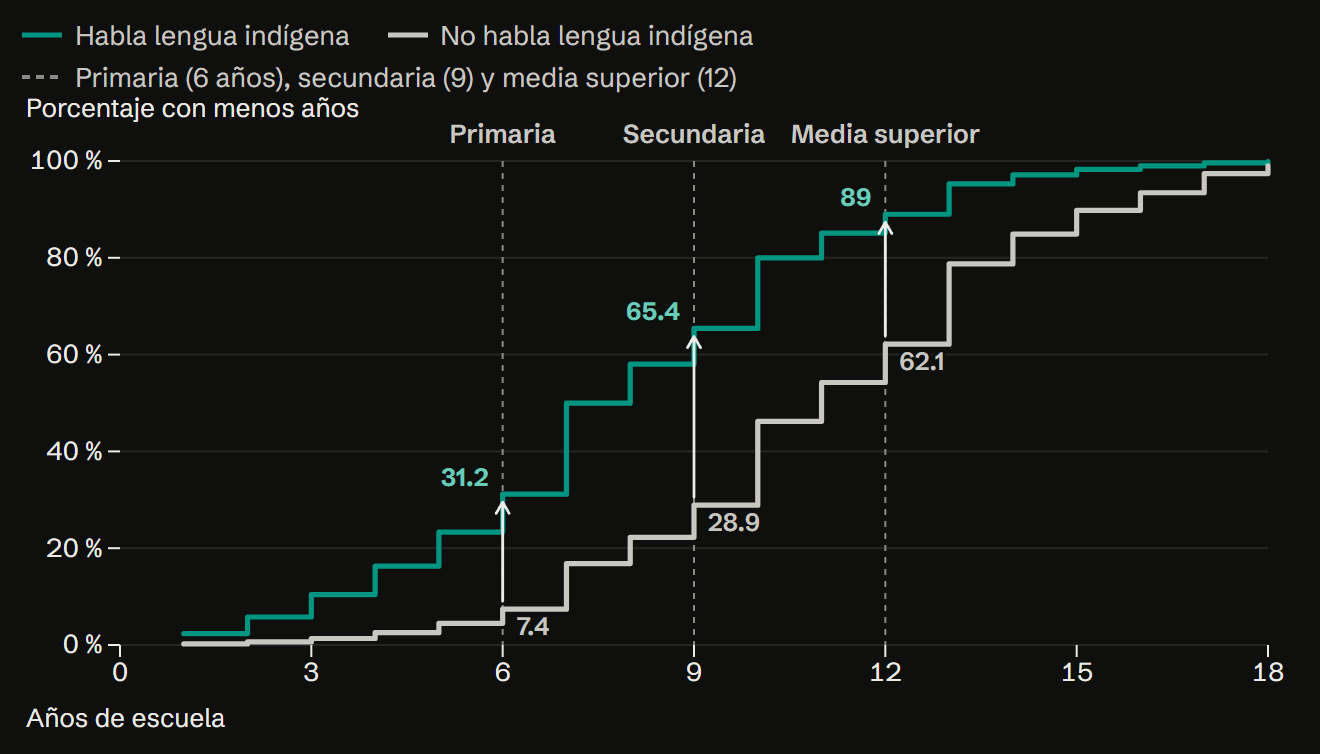 Habla lengua indígena No habla lengua indígena
Primaria (6 años), secundaria (9) y media superior (12)
Porcentaje con menos años
Primaria Secundaria Media superior
100 %
89
80 %
65.4
60 %
62.1
40 %
31.2
28.9
20 %
7.4
0 %
0 3 6 9 12 15 18
Años de escuela